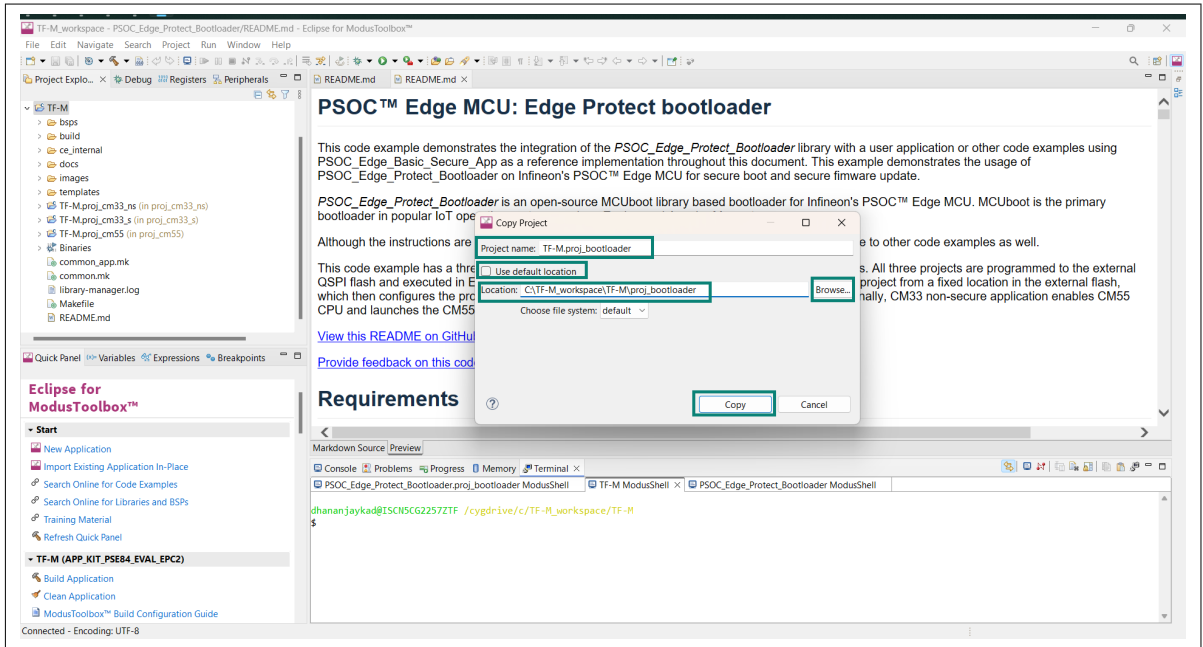 TF-M_workspace - PSOC_Edge_Protect_Bootloader/README.md - Eclipse for ModusToolbox™
File Edit Navigate Search Project Run Window Help
Project Explo... Debug Registers Peripherals
TF-M
bsps
build
ce_internal
docs
images
templates
TF-M.proj_cm33_ns (in proj_cm33_ns)
TF-M.proj_cm33_s (in proj_cm33_s)
TF-M.proj_cm55 (in proj_cm55)
Binaries
common_app.mk
common.mk
library-manager.log
Makefile
README.md
Quick Panel Variables Expressions Breakpoints
Eclipse for
ModusToolbox™
Start
New Application
Import Existing Application In-Place
Search Online for Code Examples
Search Online for Libraries and BSPs
Training Material
Refresh Quick Panel
TF-M (APP_KIT_PSE84_EVAL_EPC2)
Build Application
Clean Application
ModusToolbox™ Build Configuration Guide
Connected - Encoding: UTF-8
README.md README.md
PSOC™ Edge MCU: Edge Protect bootloader
This code example demonstrates the integration of the PSOC_Edge_Protect_Bootloader library with a user application or other code examples using
PSOC_Edge_Basic_Secure_App as a reference implementation throughout this document. This example demonstrates the usage of
PSOC_Edge_Protect_Bootloader on Infineon's PSOC™ Edge MCU for secure boot and secure fimware update.
PSOC_Edge_Protect_Bootloader is an open-source MCUboot library based bootloader for Infineon's PSOC™ Edge MCU. MCUboot is the primary
bootloader in popular IoT ope
Although the instructions are e to other code examples as well.
This code example has a thre s. All three projects are programmed to the external
QSPI flash and executed in E project from a fixed location in the external flash,
which then configures the pro nally, CM33 non-secure application enables CM55
CPU and launches the CM55
View this README on GitHu
Provide feedback on this cod
Requirements
Copy Project
Project name: TF-M.proj_bootloader
Use default location
Location: C:\TF-M_workspace\TF-M\proj_bootloader Browse...
Choose file system: default
Copy Cancel
Markdown Source Preview
Console Problems Progress Memory Terminal
PSOC_Edge_Protect_Bootloader.proj_bootloader ModusShell TF-M ModusShell PSOC_Edge_Protect_Bootloader ModusShell
dhananjaykad@ISCN5CG2257ZTF /cygdrive/c/TF-M_workspace/TF-M
$